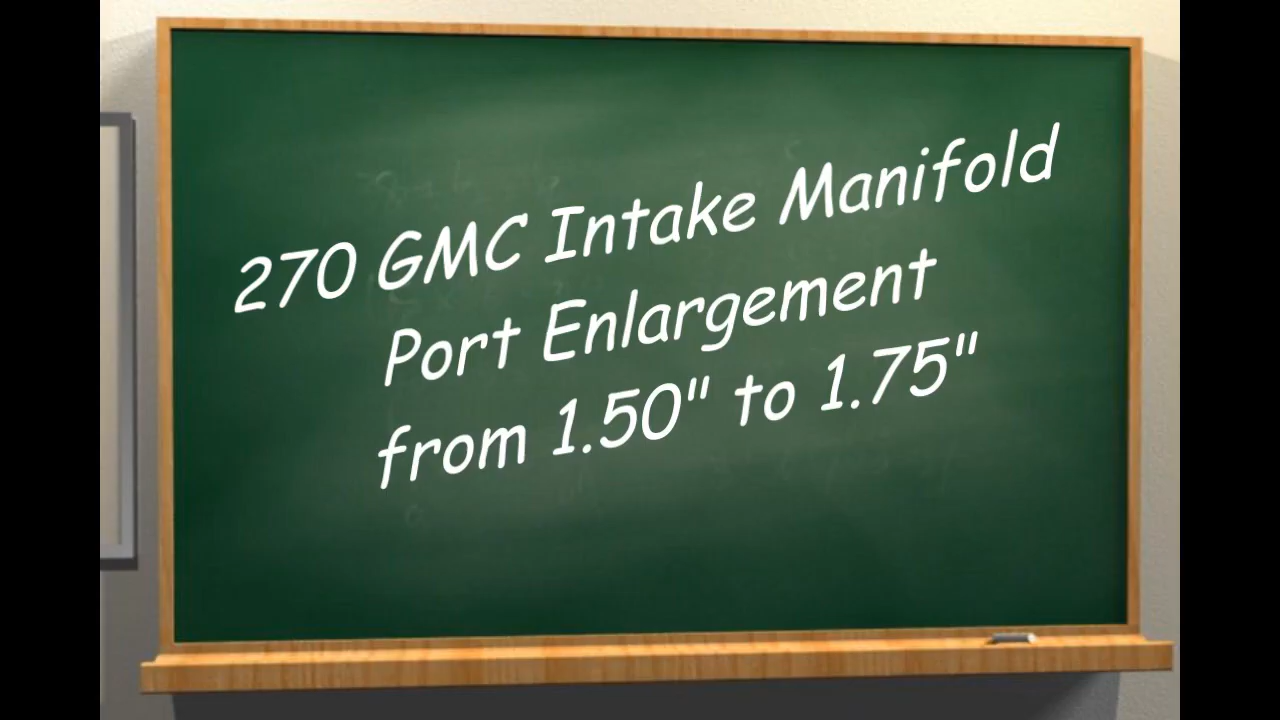 270 GMC Intake Manifold
Port Enlargement
from 1.50" to 1.75"